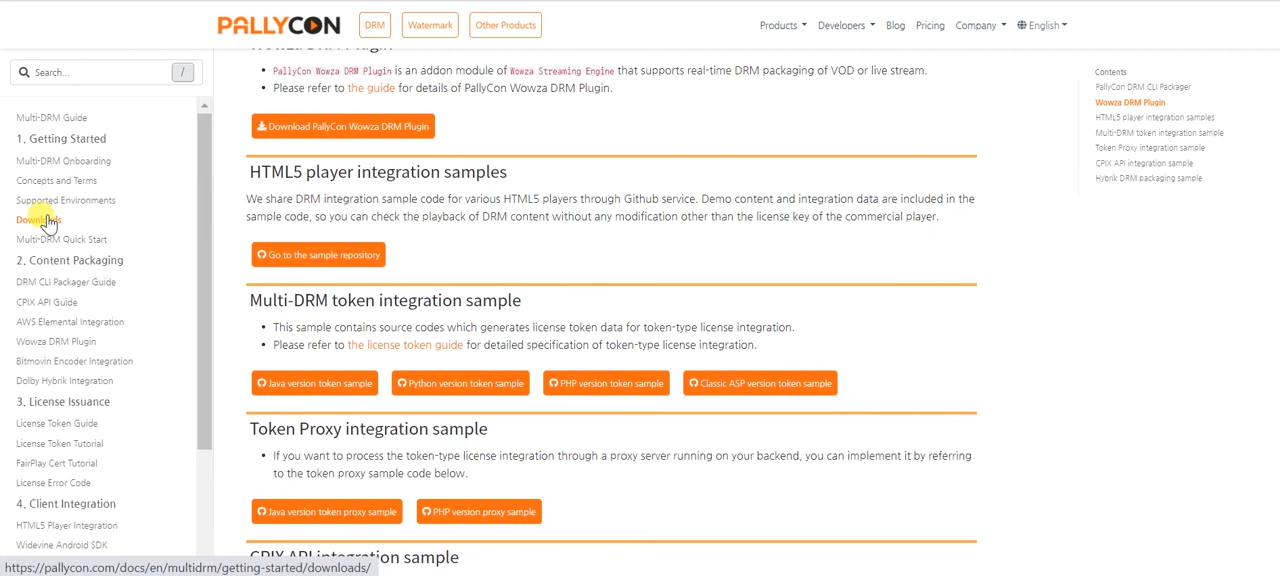 PALLYCON
DRM
Watermark
Other Products
Products
Developers
Blog
Pricing
Company
English
Search...
/
Multi-DRM Guide
1. Getting Started
Multi-DRM Onboarding
Concepts and Terms
Supported Environments
Downloads
Multi-DRM Quick Start
2. Content Packaging
DRM CLI Packager Guide
CPIX API Guide
AWS Elemental Integration
Wowza DRM Plugin
Bitmovin Encoder Integration
Dolby Hybrik Integration
3. License Issuance
License Token Guide
License Token Tutorial
FairPlay Cert Tutorial
License Error Code
4. Client Integration
HTML5 Player Integration
Widevine Android SDK
https://pallycon.com/docs/en/multidrm/getting-started/downloads/
Wowza DRM Plugin
PallyCon Wowza DRM Plugin is an addon module of Wowza Streaming Engine that supports real-time DRM packaging of VOD or live stream.
Please refer to the guide for details of PallyCon Wowza DRM Plugin.
Download PallyCon Wowza DRM Plugin
HTML5 player integration samples
We share DRM integration sample code for various HTML5 players through Github service. Demo content and integration data are included in the
sample code, so you can check the playback of DRM content without any modification other than the license key of the commercial player.
Go to the sample repository
Multi-DRM token integration sample
This sample contains source codes which generates license token data for token-type license integration.
Please refer to the license token guide for detailed specification of token-type license integration.
Java version token sample
Python version token sample
PHP version token sample
Classic ASP version token sample
Token Proxy integration sample
If you want to process the token-type license integration through a proxy server running on your backend, you can implement it by referring
to the token proxy sample code below.
Java version token proxy sample
PHP version proxy sample
CPIX API integration sample
Contents
PallyCon DRM CLI Packager
Wowza DRM Plugin
HTML5 player integration samples
Multi-DRM token integration sample
Token Proxy integration sample
CPIX API integration sample
Hybrik DRM packaging sample